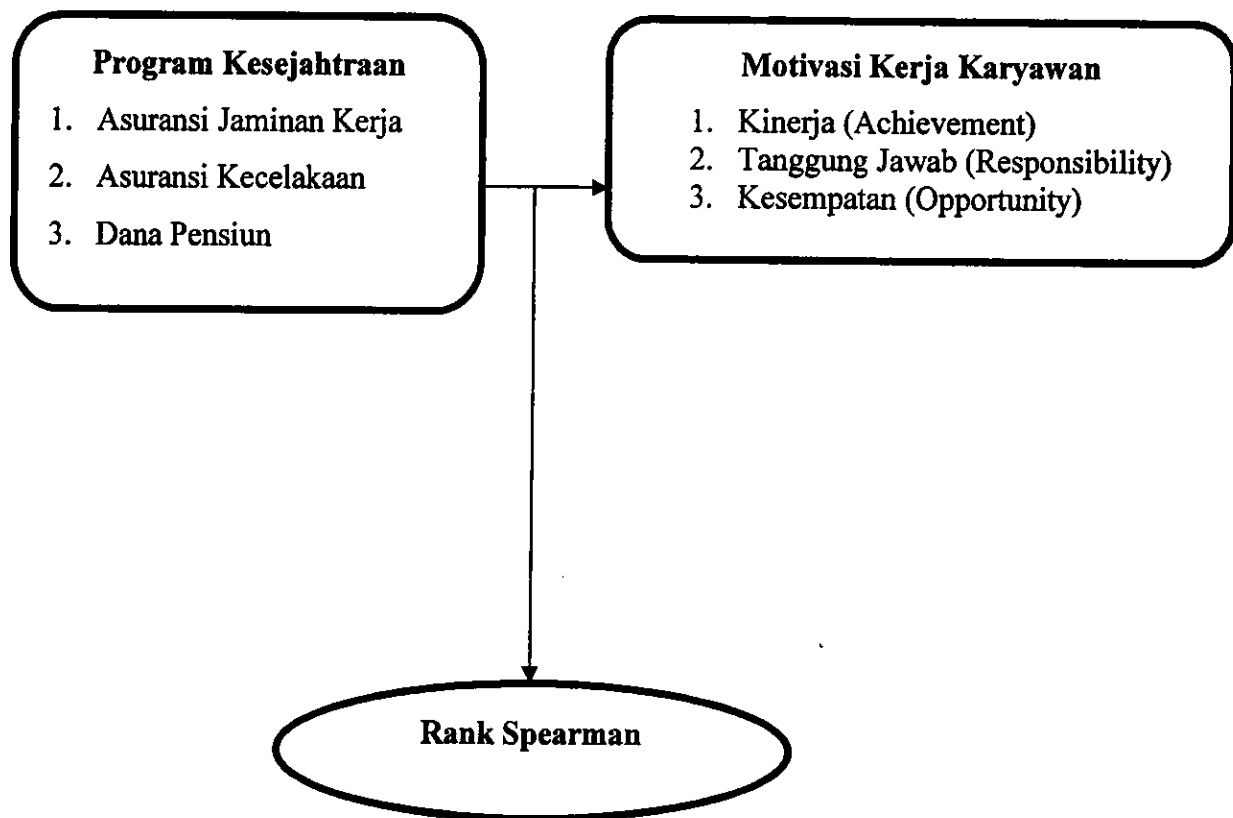 Program Kesejahtraan
1. Asuransi Jaminan Kerja
2. Asuransi Kecelakaan
3. Dana Pensiun
Motivasi Kerja Karyawan
1. Kinerja (Achievement)
2. Tanggung Jawab (Responsibility)
3. Kesempatan (Opportunity)
Rank Spearman